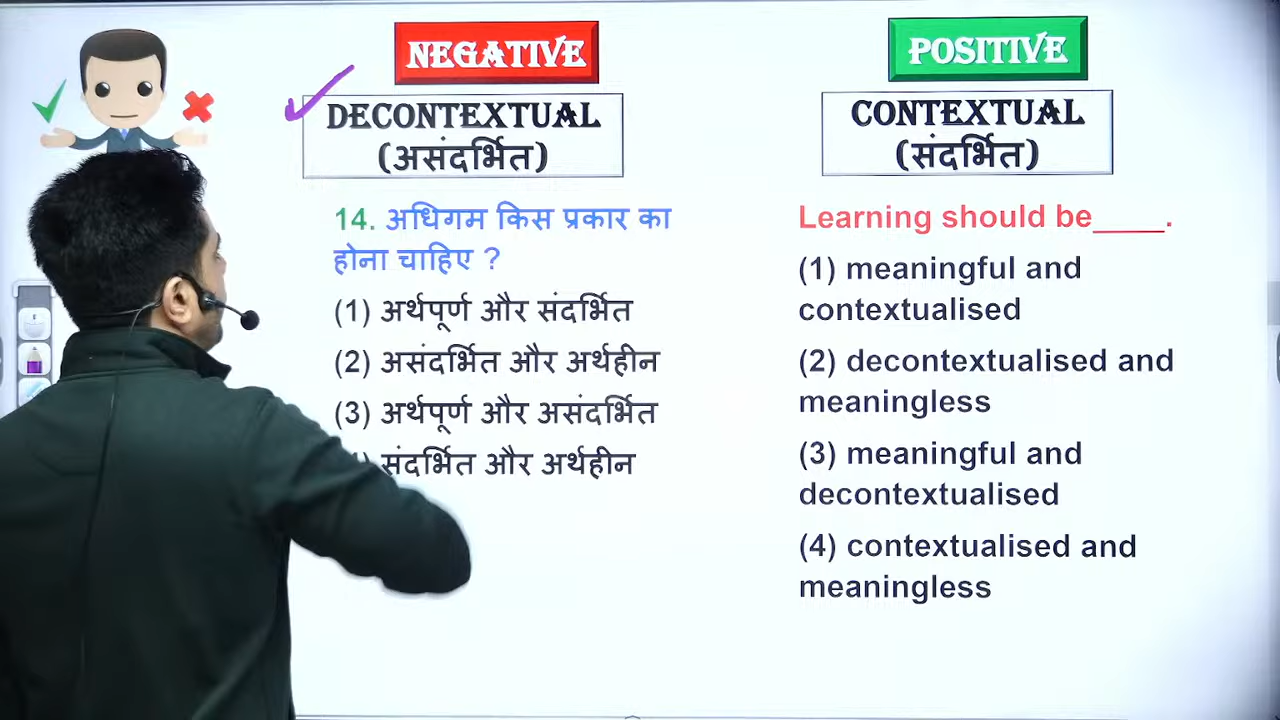 NEGATIVE
DECONTEXTUAL
(असंदर्भित)
14. अधिगम किस प्रकार का
होना चाहिए ?
(1) अर्थपूर्ण और संदर्भित
(2) असंदर्भित और अर्थहीन
(3) अर्थपूर्ण और असंदर्भित
संदर्भित और अर्थहीन
POSITIVE
CONTEXTUAL
(संदर्भित)
Learning should be_____.
(1) meaningful and
contextualised
(2) decontextualised and
meaningless
(3) meaningful and
decontextualised
(4) contextualised and
meaningless